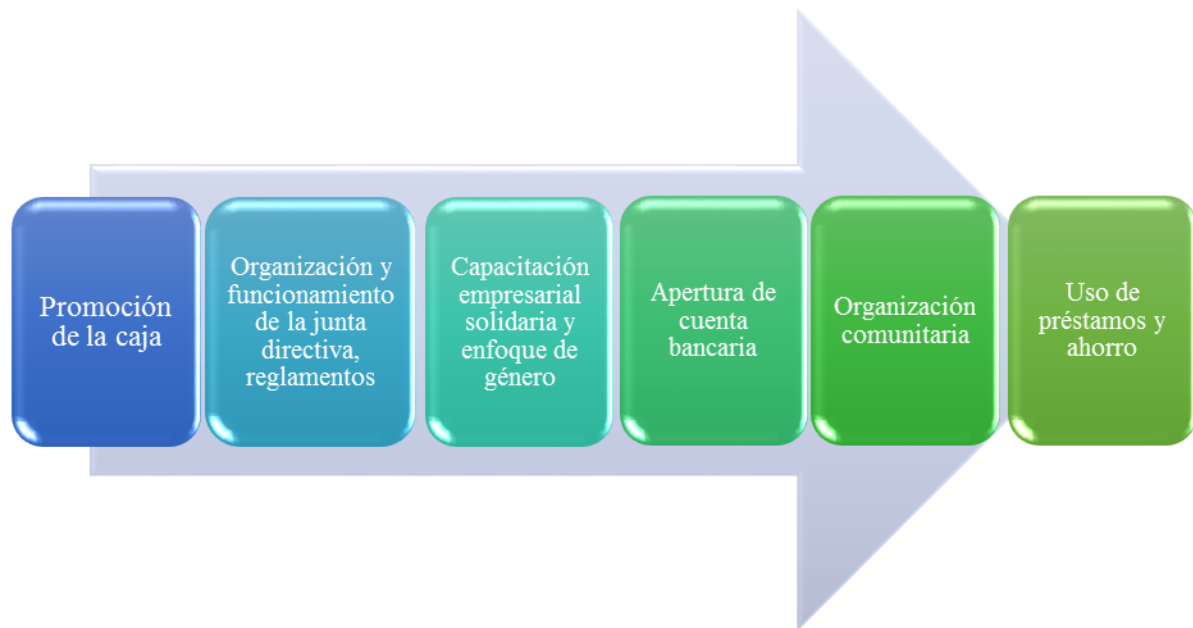 Promoción
de la caja
Organización y
funcionamiento
de la junta
directiva,
reglamentos
Capacitación
empresarial
solidaria y
enfoque de
género
Apertura de
cuenta
bancaria
Organización
comunitaria
Uso de
préstamos y
ahorro